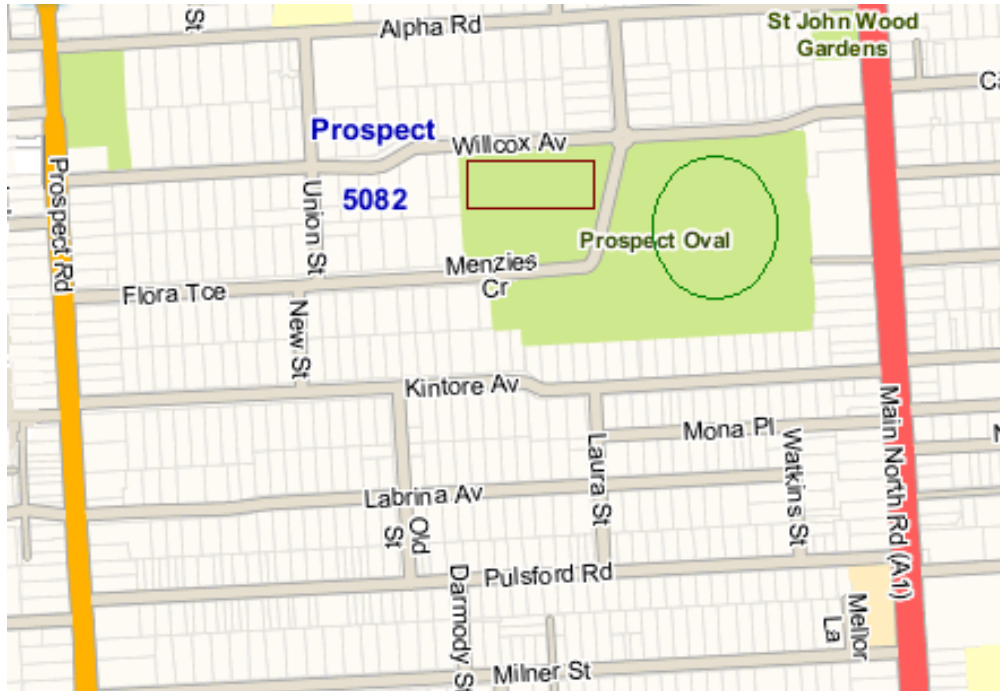 St
Alpha Rd
St John Wood
Gardens
Ca
Prospect
Willcox Av
Prospect Rd
5082
Union St
Prospect Oval
Menzies
Cr
Flora Tce
New St
Kintore Av
Main North Rd (A1)
Mona Pl
Laura St
Watkins St
N
Labrina Av
Old
St
Pulsford Rd
Darmody St
Mellor
La
Milner St